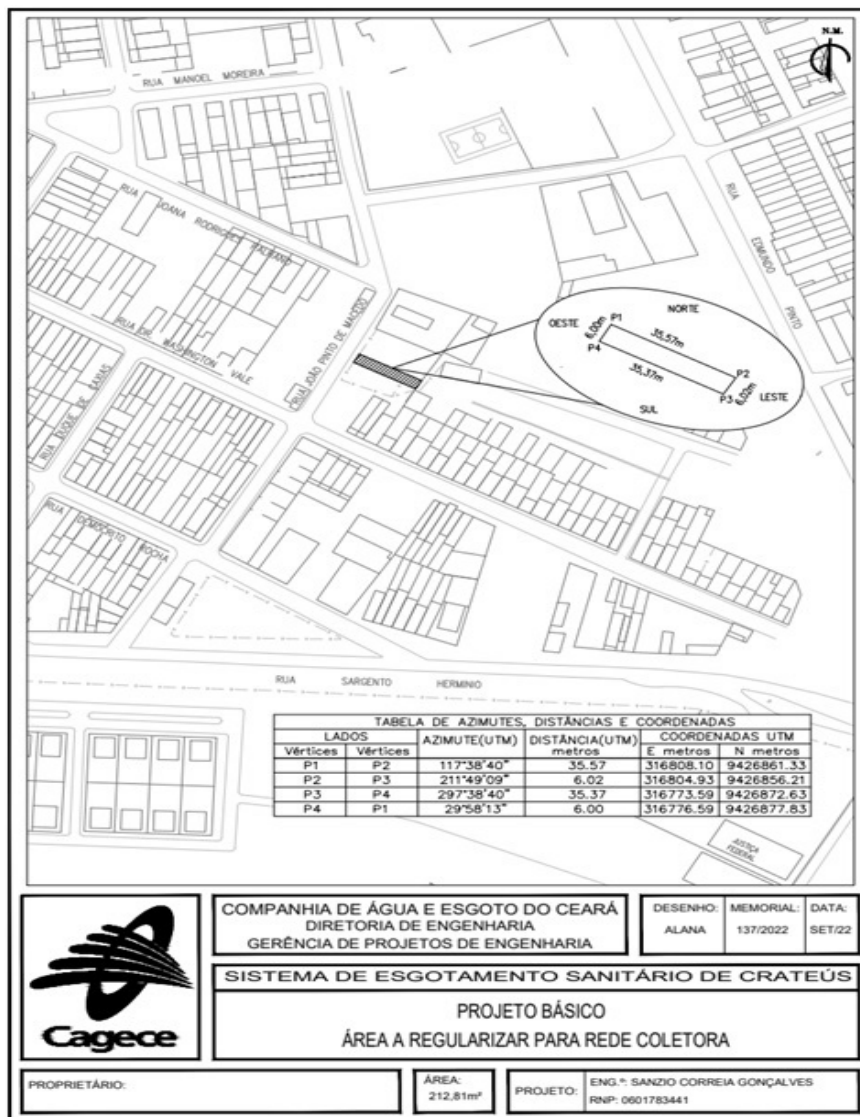 N.M.
RUA MANOEL MOREIRA
RUA JOANA RODRIGUES
RUA EDMUNDO PINTO
RUA DR. WASHINGTON VALE
RUA JOÃO PINTO DE MACEDO
RUA DUQUE DE CAXIAS
NORTE
OESTE
P1
6,00m
35,57m
P4
35,37m
P2
P3
6,02m
LESTE
SUL
RUA DEMOCRITO ROCHA
RUA SARGENTO HERMINIO
TABELA DE AZIMUTES, DISTÂNCIAS E COORDENADAS
LADOS AZIMUTE(UTM) DISTÂNCIA(UTM) metros COORDENADAS UTM
Vértices Vértices E metros N metros
P1 P2 117°38'40" 35.57 316808.10 9426861.33
P2 P3 211°49'09" 6.02 316804.93 9426856.21
P3 P4 297°38'40" 35.37 316773.59 9426872.63
P4 P1 29°58'13" 6.00 316776.59 9426877.83
JUSTIÇA
FEDERAL
Cagece
COMPANHIA DE ÁGUA E ESGOTO DO CEARÁ
DIRETORIA DE ENGENHARIA
GERÊNCIA DE PROJETOS DE ENGENHARIA
DESENHO:
ALANA
MEMORIAL:
137/2022
DATA:
SET/22
SISTEMA DE ESGOTAMENTO SANITÁRIO DE CRATEÚS
PROJETO BÁSICO
ÁREA A REGULARIZAR PARA REDE COLETORA
PROPRIETÁRIO:
ÁREA:
212,81m²
PROJETO:
ENG.º: SANZIO CORREIA GONÇALVES
RNP: 0601783441